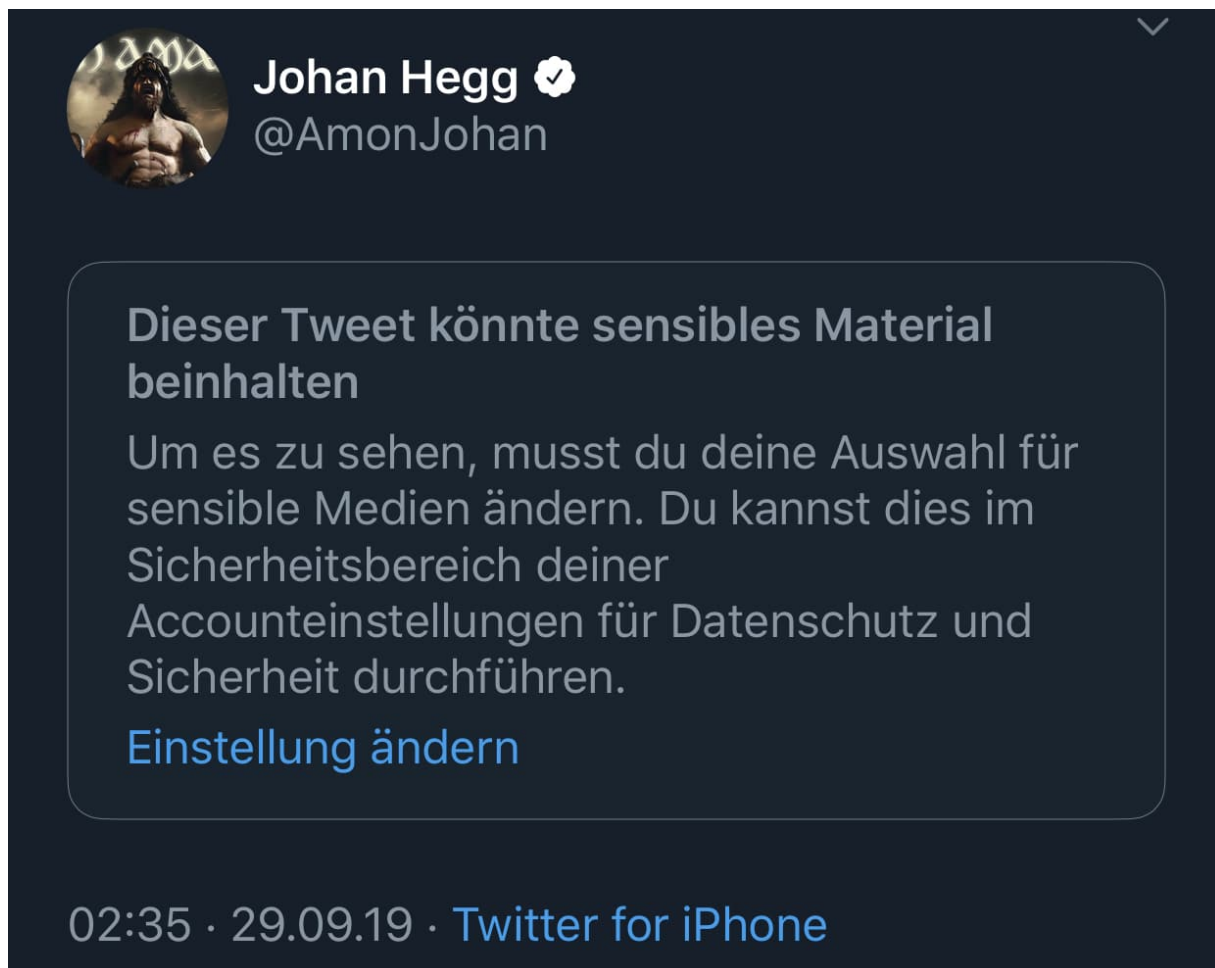 Johan Hegg
@AmonJohan
Dieser Tweet könnte sensibles Material
beinhalten
Um es zu sehen, musst du deine Auswahl für
sensible Medien ändern. Du kannst dies im
Sicherheitsbereich deiner
Accounteinstellungen für Datenschutz und
Sicherheit durchführen.
Einstellung ändern
02:35 · 29.09.19 · Twitter for iPhone